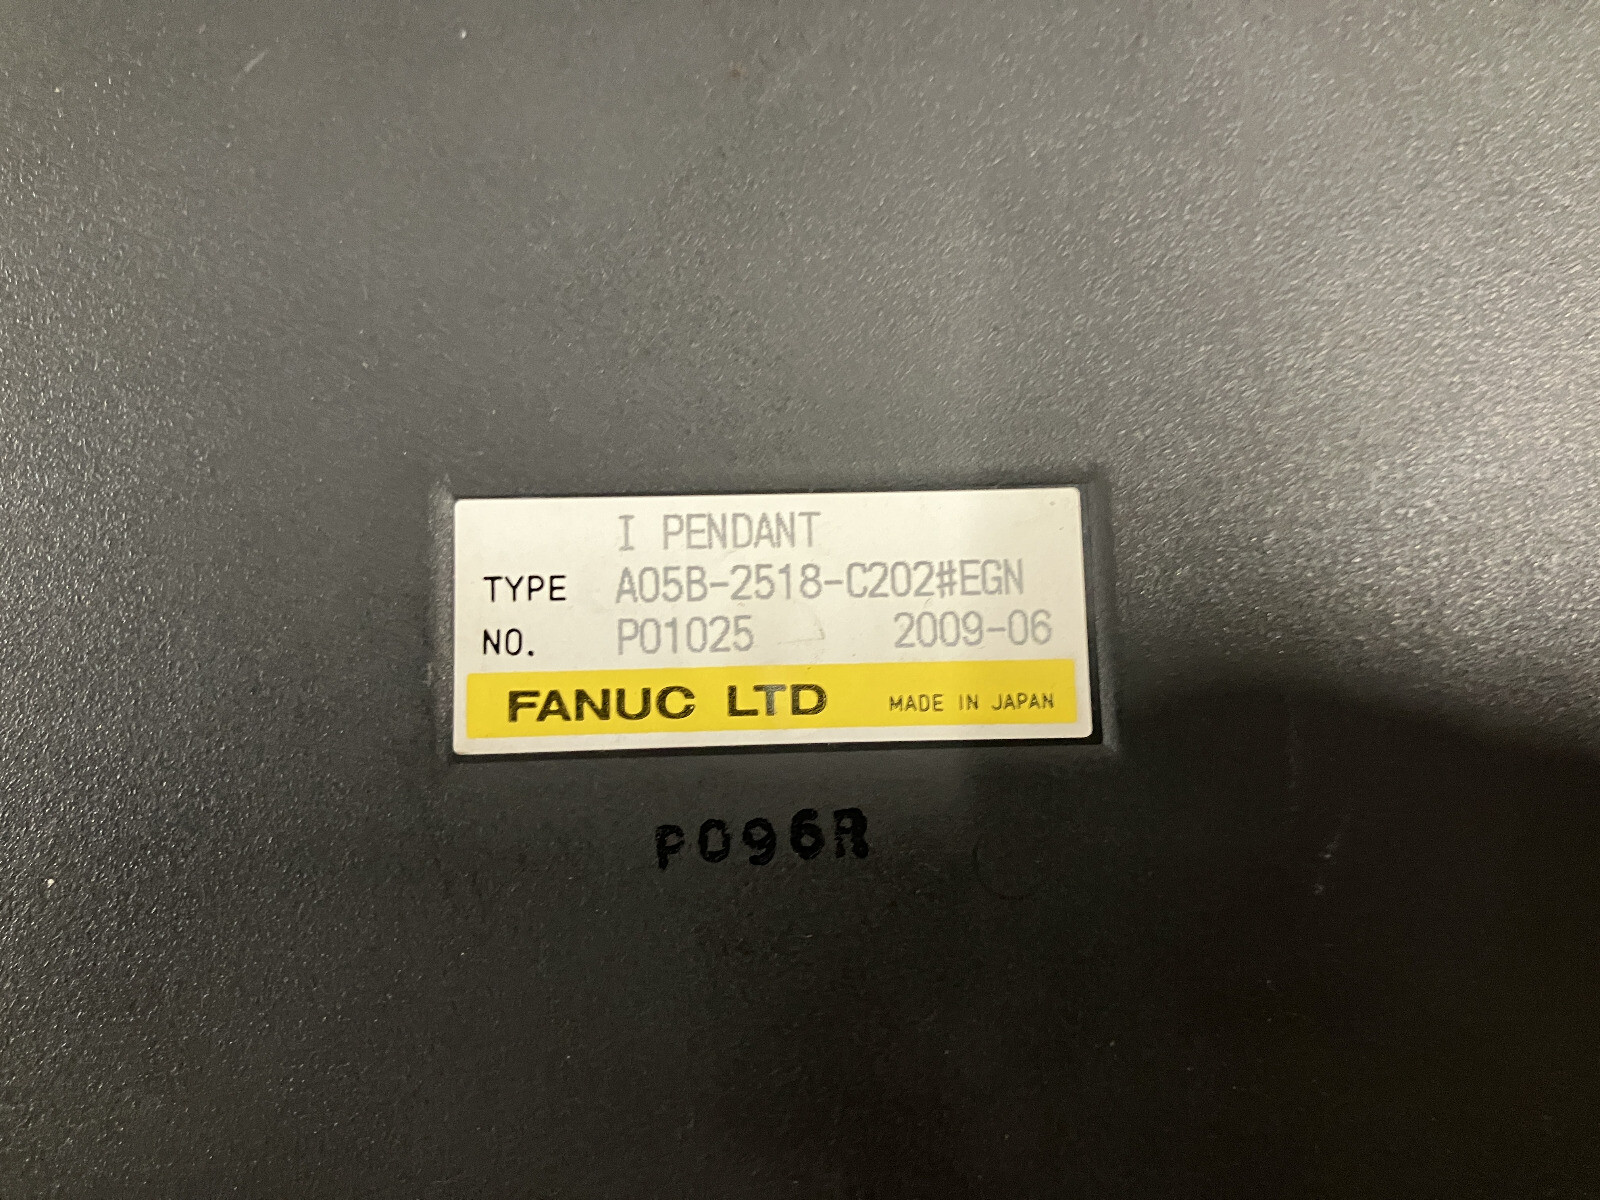 I PENDANT
TYPE A05B-2518-C202#EGN
NO. P01025 2009-06
FANUC LTD MADE IN JAPAN
P096R